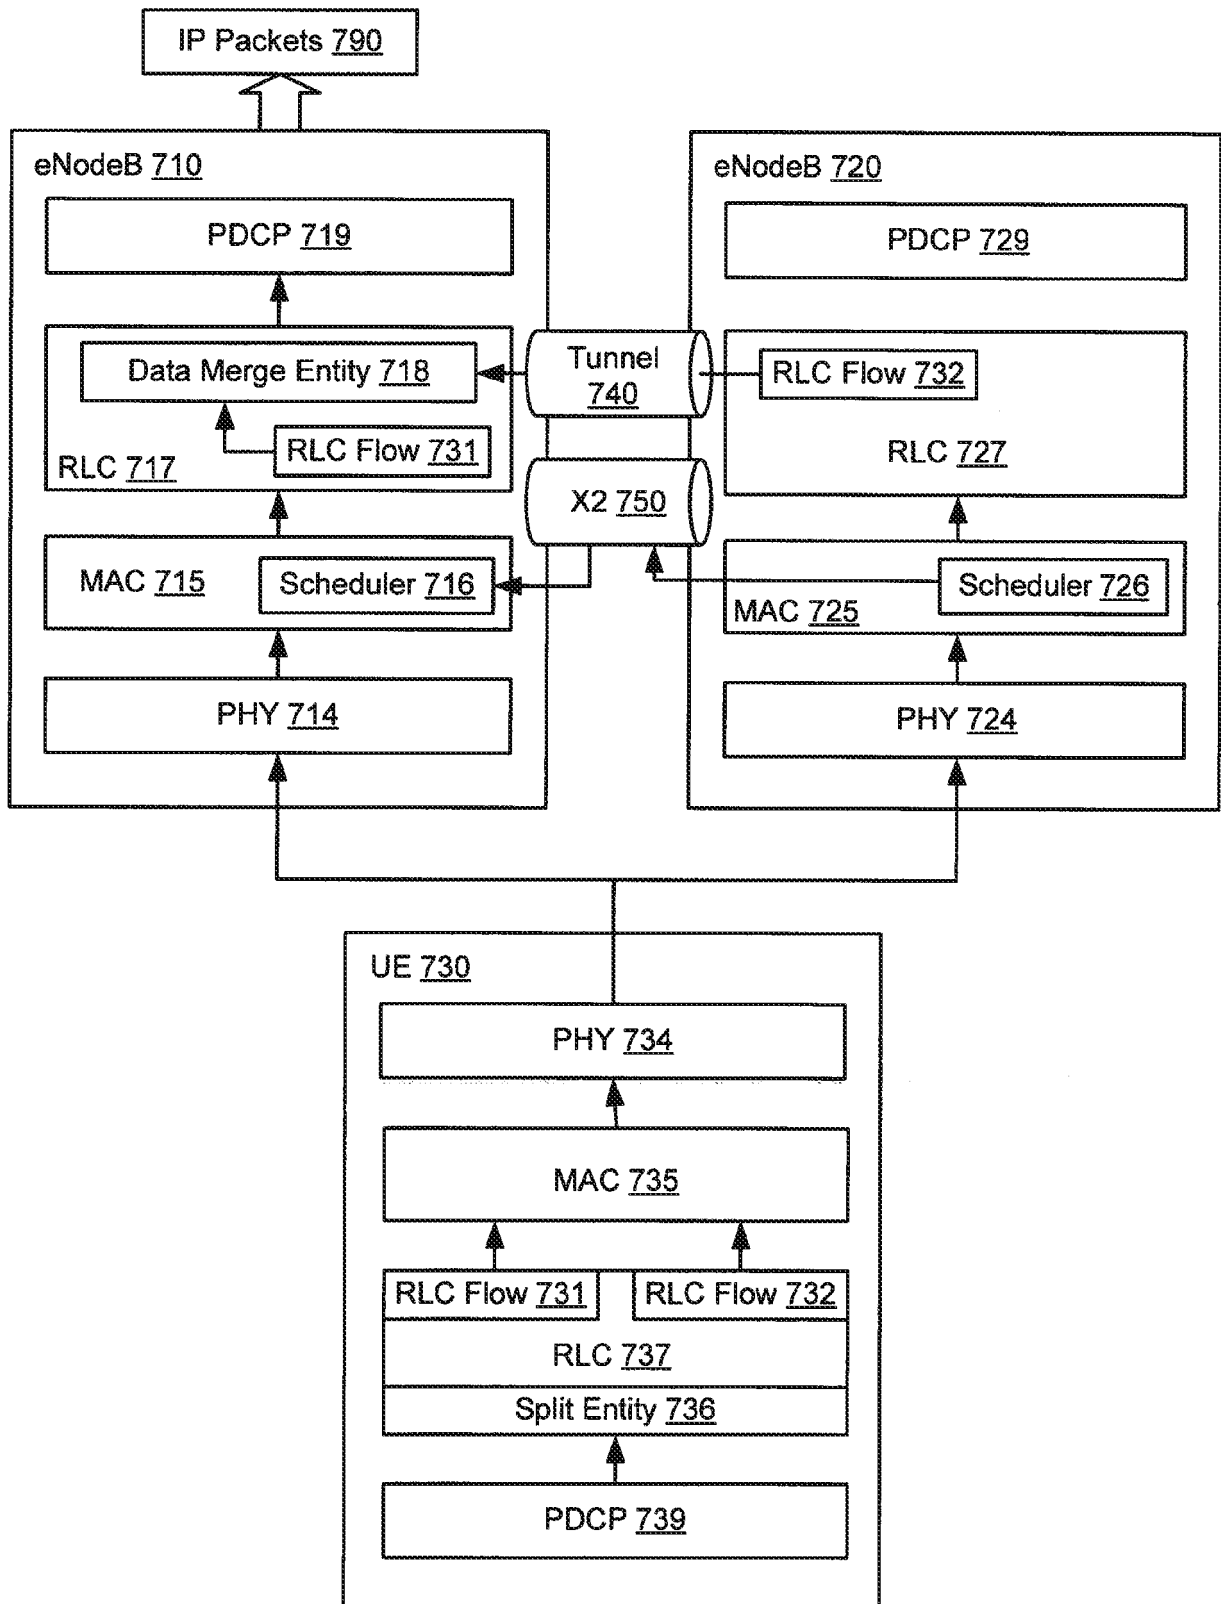 IP Packets 790
eNodeB 710
PDCP 719
Data Merge Entity 718
RLC Flow 731
RLC 717
MAC 715
Scheduler 716
PHY 714
Tunnel
740
X2 750
eNodeB 720
PDCP 729
RLC Flow 732
RLC 727
Scheduler 726
MAC 725
PHY 724
UE 730
PHY 734
MAC 735
RLC Flow 731
RLC Flow 732
RLC 737
Split Entity 736
PDCP 739